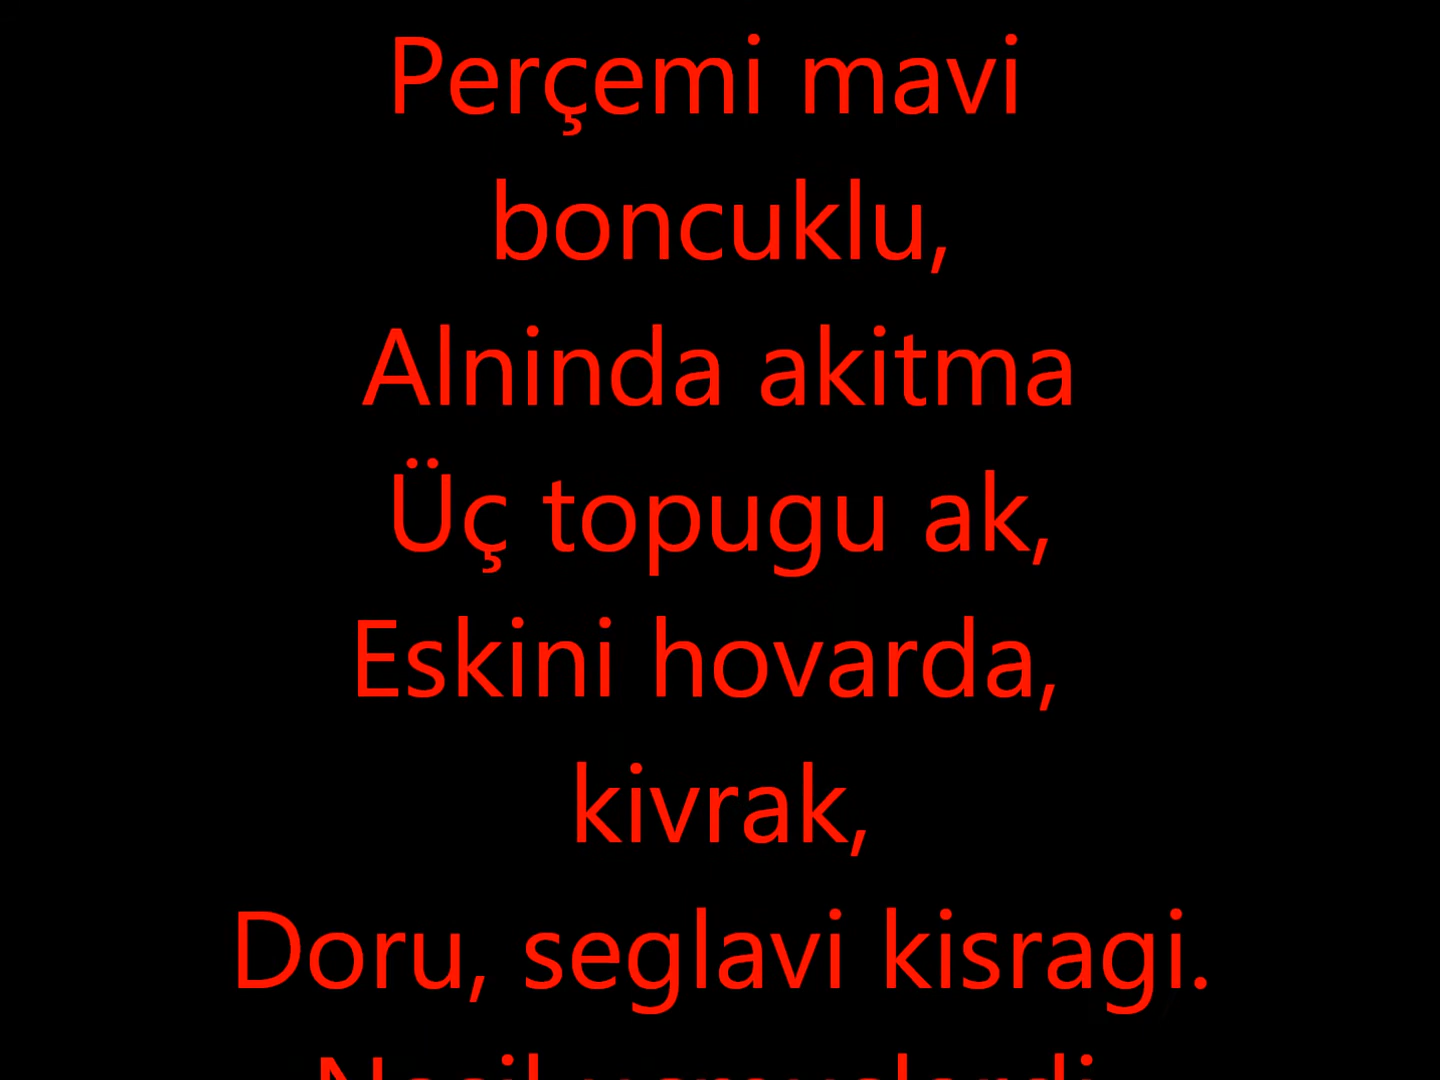 Perçemi mavi
boncuklu,
Alninda akitma
Üç topugu ak,
Eskini hovarda,
kivrak,
Doru, seglavi kisragi.